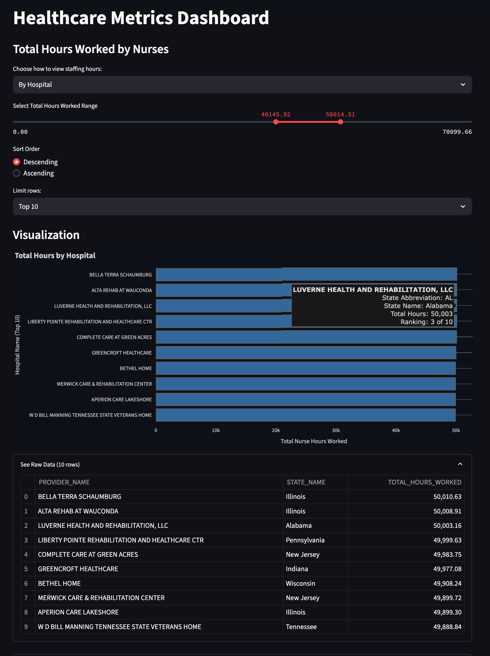 Healthcare Metrics Dashboard
Total Hours Worked by Nurses
Choose how to view staffing hours:
By Hospital
Select Total Hours Worked Range
40145.92 50014.51
0.00 70099.66
Sort Order
Descending
Ascending
Limit rows:
Top 10
Visualization
Total Hours by Hospital
Hospital Name (Top 10)
BELLA TERRA SCHAUMBURG
ALTA REHAB AT WAUCONDA
LUVERNE HEALTH AND REHABILITATION, LLC
LIBERTY POINTE REHABILITATION AND HEALTHCARE CTR
COMPLETE CARE AT GREEN ACRES
GREENCROFT HEALTHCARE
BETHEL HOME
MERWICK CARE & REHABILITATION CENTER
APERION CARE LAKESHORE
W D BILL MANNING TENNESSEE STATE VETERANS HOME
LUVERNE HEALTH AND REHABILITATION, LLC
State Abbreviation: AL
State Name: Alabama
Total Hours: 50,003
Ranking: 3 of 10
0 10k 20k 30k 40k 50k
Total Nurse Hours Worked
See Raw Data (10 rows)
PROVIDER_NAME STATE_NAME TOTAL_HOURS_WORKED
0 BELLA TERRA SCHAUMBURG Illinois 50,010.63
1 ALTA REHAB AT WAUCONDA Illinois 50,008.91
2 LUVERNE HEALTH AND REHABILITATION, LLC Alabama 50,003.16
3 LIBERTY POINTE REHABILITATION AND HEALTHCARE CTR Pennsylvania 49,999.63
4 COMPLETE CARE AT GREEN ACRES New Jersey 49,983.75
5 GREENCROFT HEALTHCARE Indiana 49,977.08
6 BETHEL HOME Wisconsin 49,908.24
7 MERWICK CARE & REHABILITATION CENTER New Jersey 49,899.72
8 APERION CARE LAKESHORE Illinois 49,899.30
9 W D BILL MANNING TENNESSEE STATE VETERANS HOME Tennessee 49,888.84